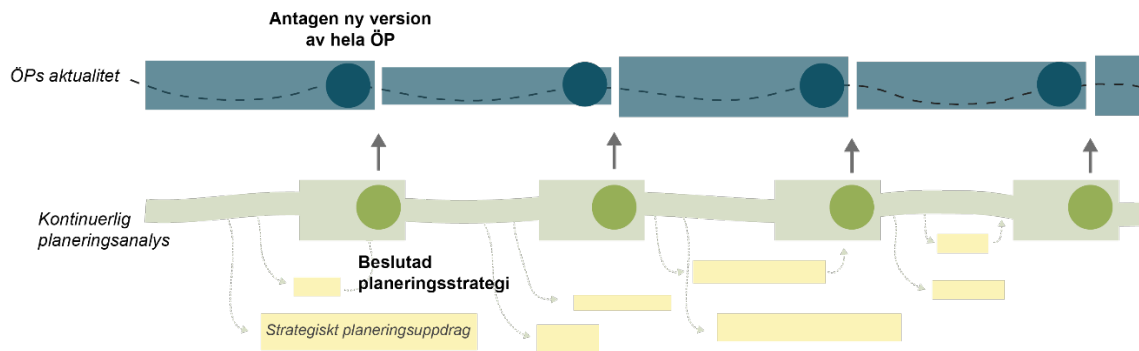 Antagen ny version
av hela ÖP
ÖPs aktualitet
Kontinuerlig
planeringsanalys
Beslutad
planeringsstrategi
Strategiskt planeringsuppdrag